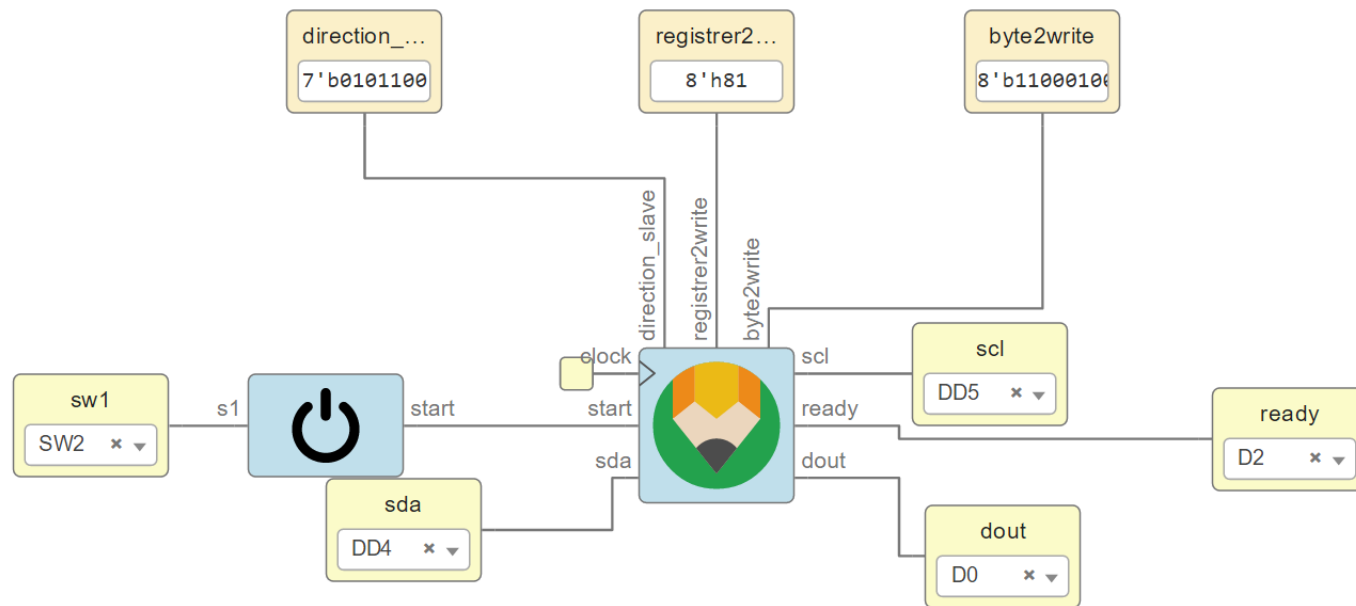 direction_...
7'b0101100
registrer2...
8'h81
byte2write
8'b11000100
direction_slave
registrer2write
byte2write
clock
start
sda
scl
ready
dout
sw1
SW2
s1
start
sda
DD4
scl
DD5
ready
D2
dout
D0